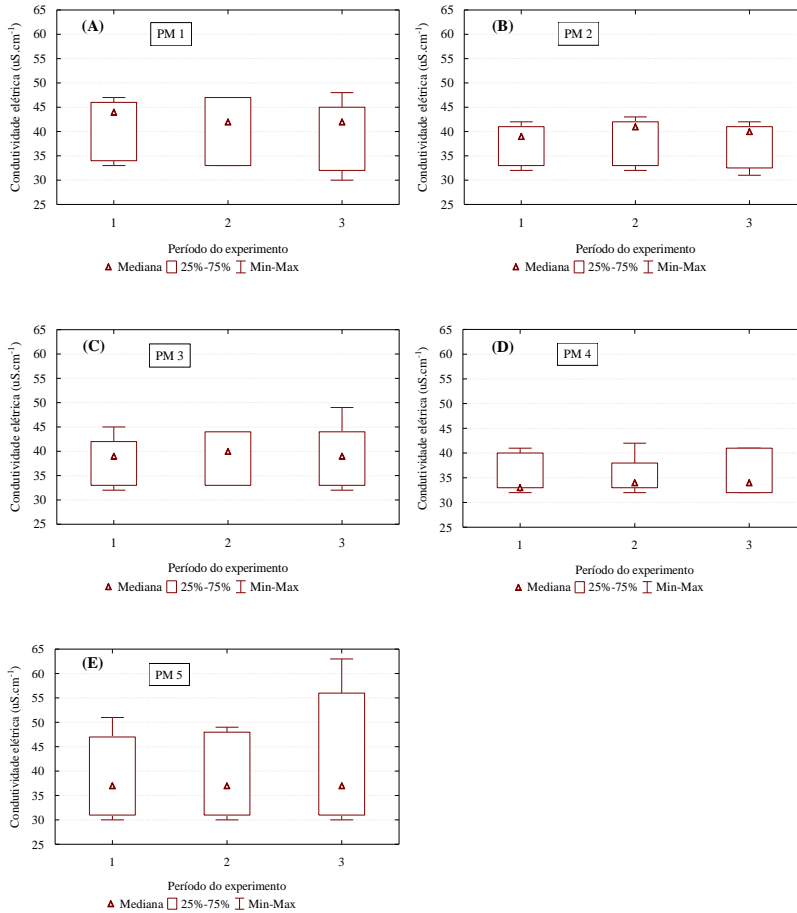 (A) PM 1
Condutividade elétrica (uS.cm⁻¹)
65
60
55
50
45
40
35
30
25
1 2 3
Período do experimento
Mediana 25%-75% Min-Max
(B) PM 2
Condutividade elétrica (uS.cm⁻¹)
65
60
55
50
45
40
35
30
25
1 2 3
Período do experimento
Mediana 25%-75% Min-Max
(C) PM 3
Condutividade elétrica (uS.cm⁻¹)
65
60
55
50
45
40
35
30
25
1 2 3
Período do experimento
Mediana 25%-75% Min-Max
(D) PM 4
Condutividade elétrica (uS.cm⁻¹)
65
60
55
50
45
40
35
30
25
1 2 3
Período do experimento
Mediana 25%-75% Min-Max
(E) PM 5
Condutividade elétrica (uS.cm⁻¹)
65
60
55
50
45
40
35
30
25
1 2 3
Período do experimento
Mediana 25%-75% Min-Max